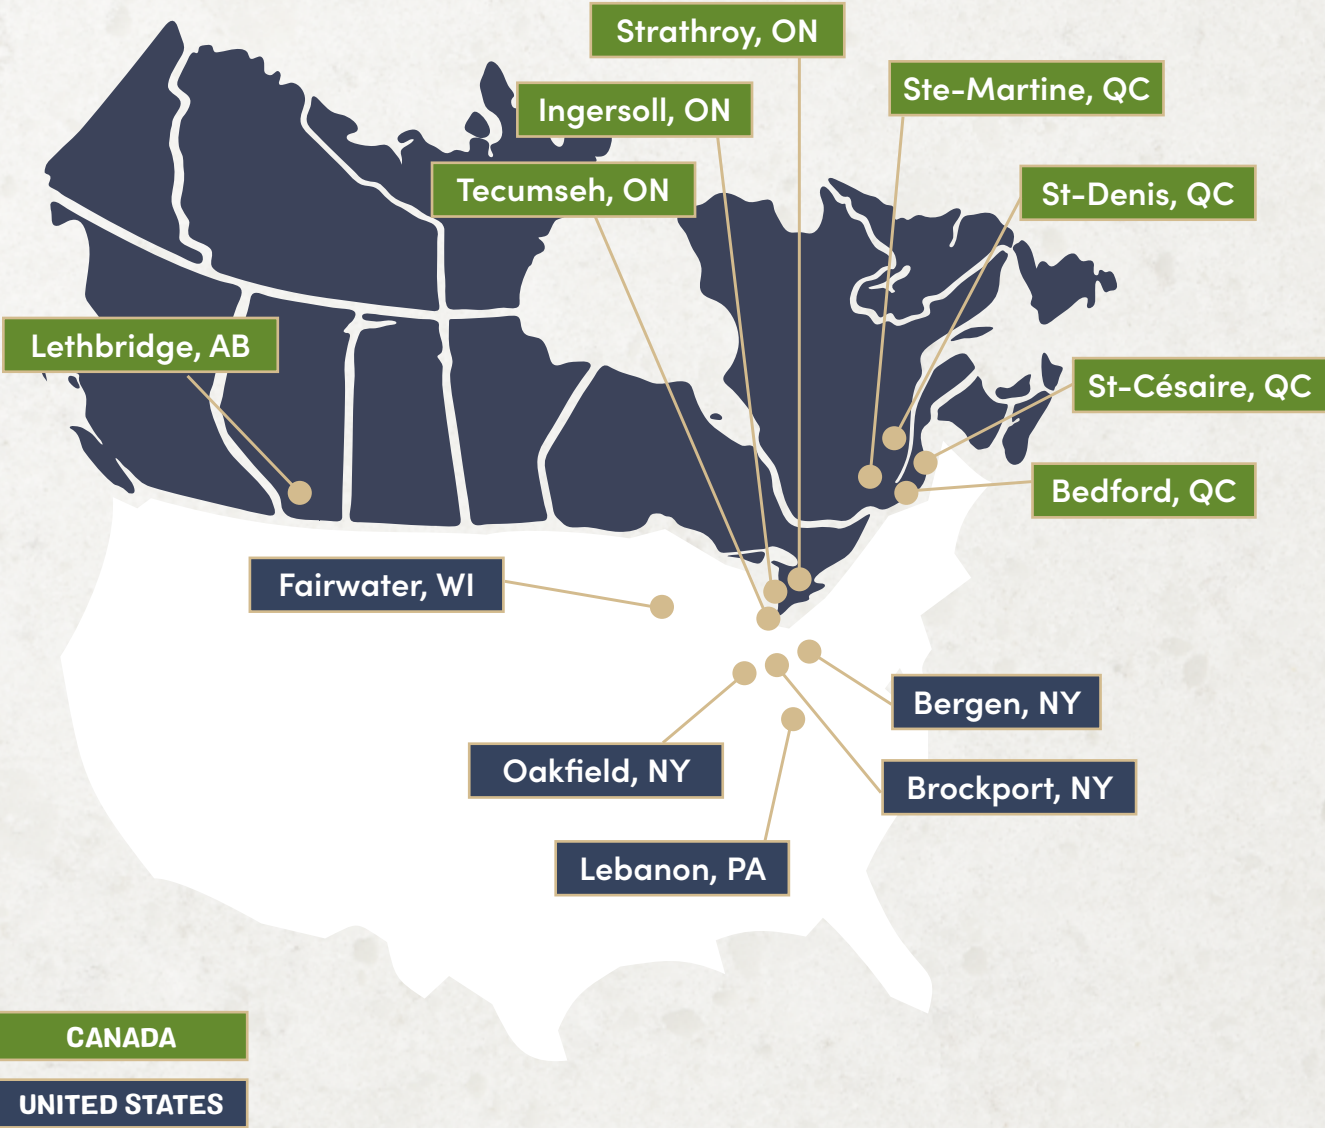 Strathroy, ON
Ste-Martine, QC
Ingersoll, ON
Tecumseh, ON
St-Denis, QC
Lethbridge, AB
St-Césaire, QC
Bedford, QC
Fairwater, WI
Bergen, NY
Oakfield, NY
Brockport, NY
Lebanon, PA
CANADA
UNITED STATES